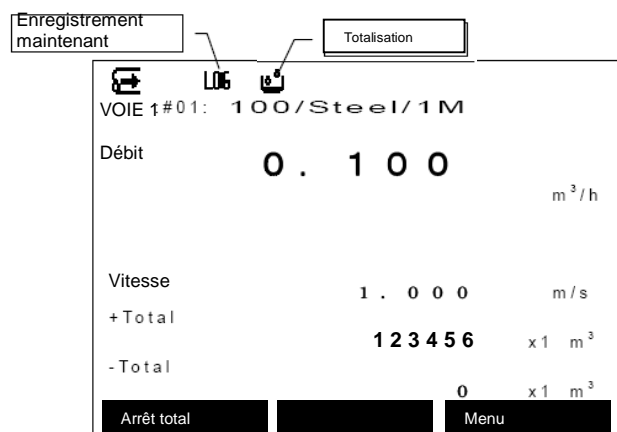 Enregistrement
maintenant
Totalisation
LOG
VOIE 1#01: 100/Steel/1M
Débit
0. 100
m³/h
Vitesse
1. 000 m/s
+Total
123456 x1 m³
-Total
0 x1 m³
Arrêt total Menu